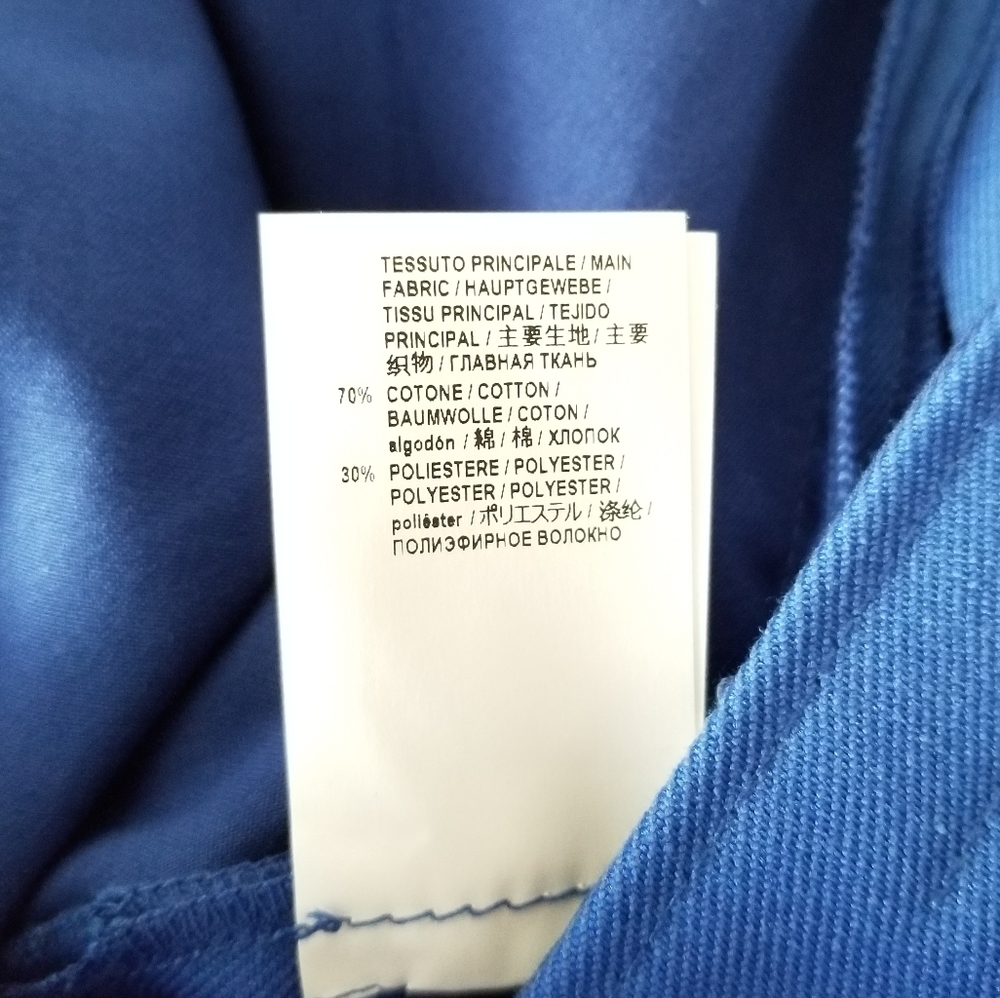 TESSUTO PRINCIPALE / MAIN
FABRIC / HAUPTGEWEBE /
TISSU PRINCIPAL / TEJIDO
PRINCIPAL / 主要生地 / 主要
织物 / ГЛАВНАЯ ТКАНЬ
70% COTONE / COTTON /
BAUMWOLLE / COTON /
algodón / 綿 / 棉 / ХЛОПОК
30% POLIESTERE / POLYESTER /
POLYESTER / POLYESTER /
poliéster / ポリエステル / 涤纶 /
ПОЛИЭФИРНОЕ ВОЛОКНО